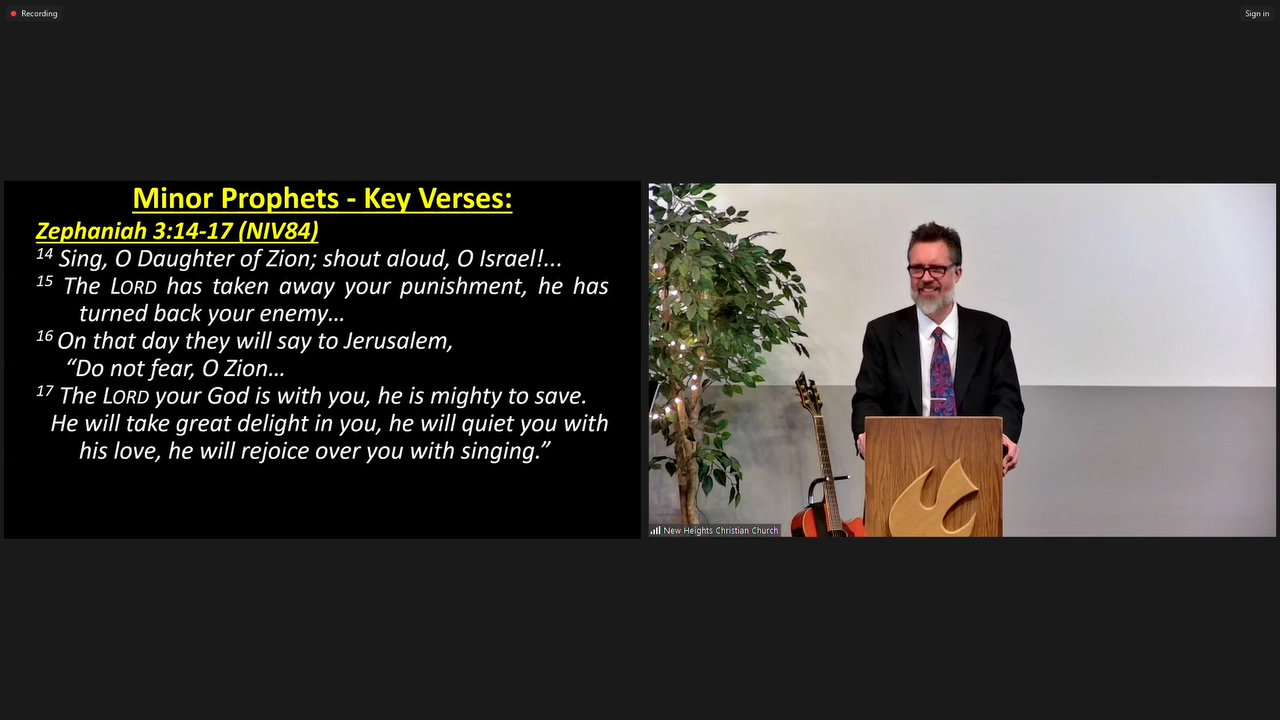 Recording
Sign in
Minor Prophets - Key Verses:
Zephaniah 3:14-17 (NIV84)
14 Sing, O Daughter of Zion; shout aloud, O Israel!...
15 The LORD has taken away your punishment, he has
turned back your enemy…
16 On that day they will say to Jerusalem,
“Do not fear, O Zion…
17 The LORD your God is with you, he is mighty to save.
He will take great delight in you, he will quiet you with
his love, he will rejoice over you with singing.”
New Heights Christian Church